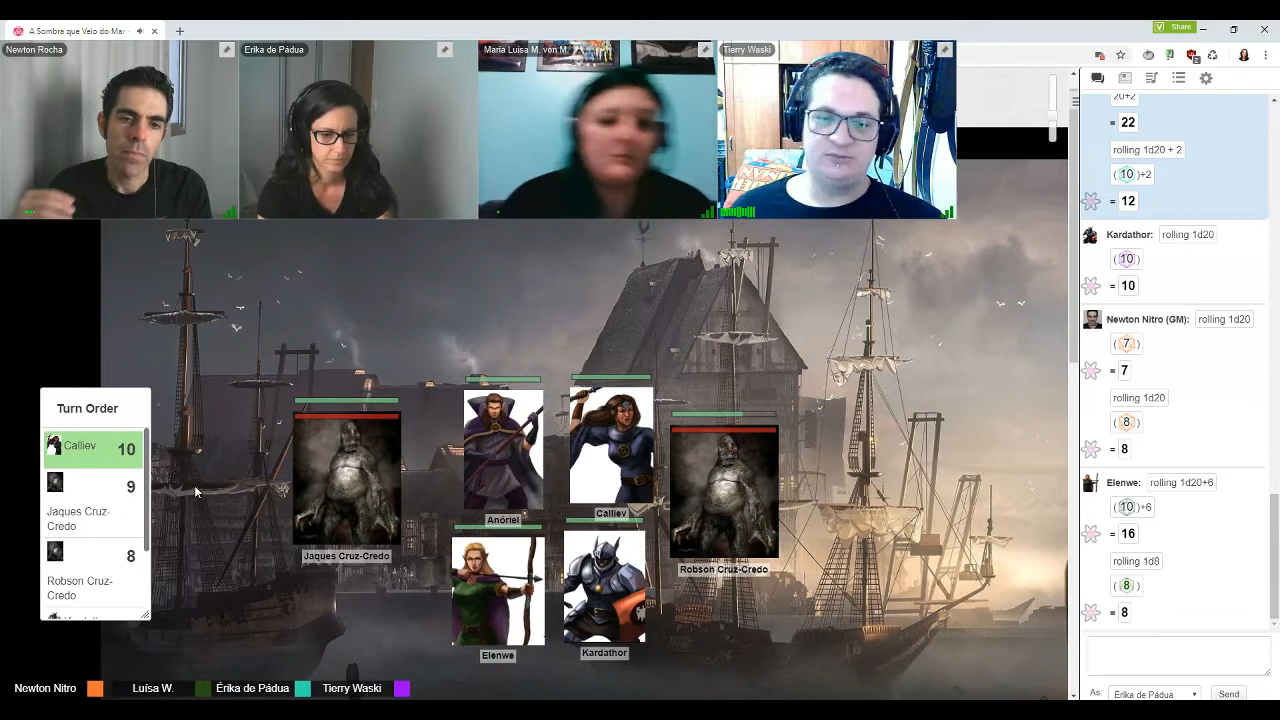 A Sombra que Veio do Mar
Share
Newton Rocha
Erika de Pádua
Maria Luisa M. von M.
Tierry Waski
20+2
= 22
rolling 1d20 + 2
(10)+2
= 12
Kardathor: rolling 1d20
(10)
= 10
Newton Nitro (GM): rolling 1d20
(7)
= 7
rolling 1d20
(8)
= 8
Elenwe: rolling 1d20+6
(10)+6
= 16
rolling 1d8
(8)
= 8
As: Érika de Pádua
Send
Turn Order
Calliev 10
9
Jaques Cruz-
Credo
8
Robson Cruz-
Credo
Jaques Cruz-Credo
Anóriel
Calliev
Robson Cruz-Credo
Elenwe
Kardathor
Newton Nitro
Luísa W.
Érika de Pádua
Tierry Waski